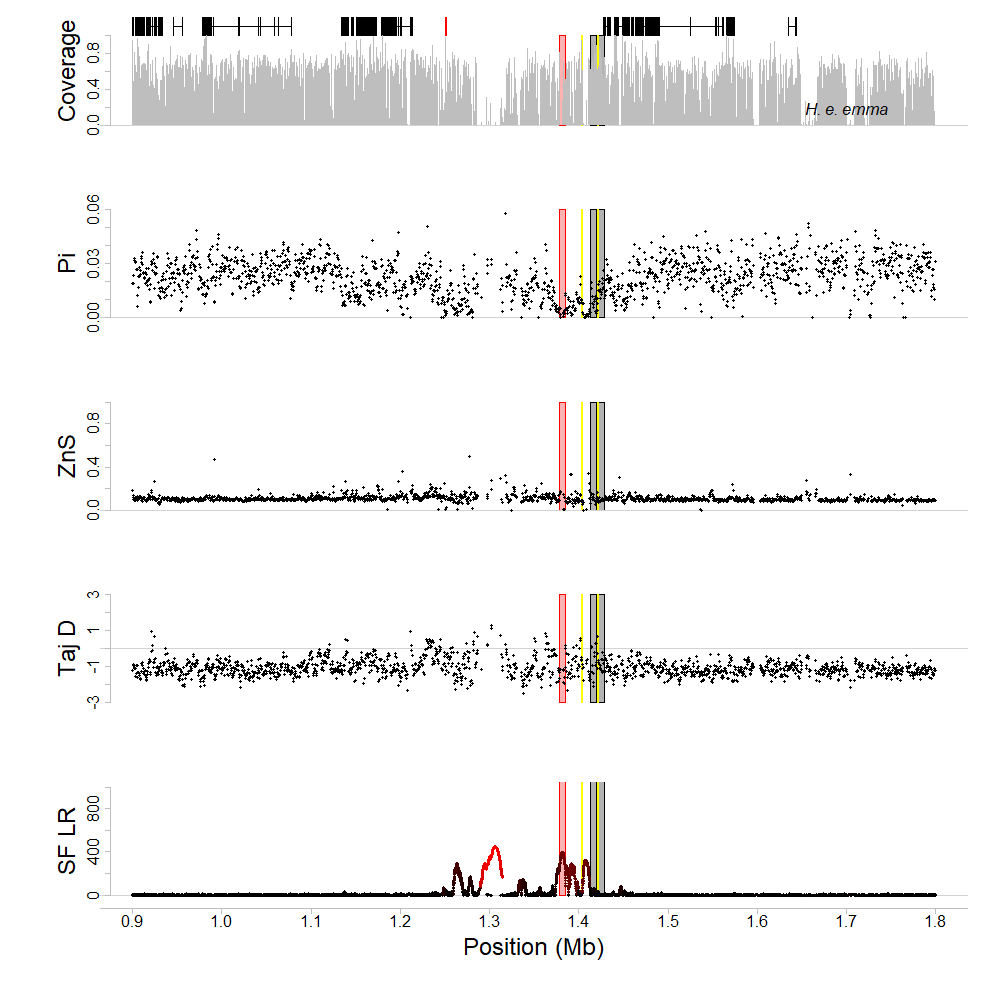 Coverage
0.0 0.4 0.8
H. e. emma
Pi
0.00 0.03 0.06
ZnS
0.0 0.4 0.8
Taj D
-3 -1 1 3
SF LR
0 400 800
0.9 1.0 1.1 1.2 1.3 1.4 1.5 1.6 1.7 1.8
Position (Mb)